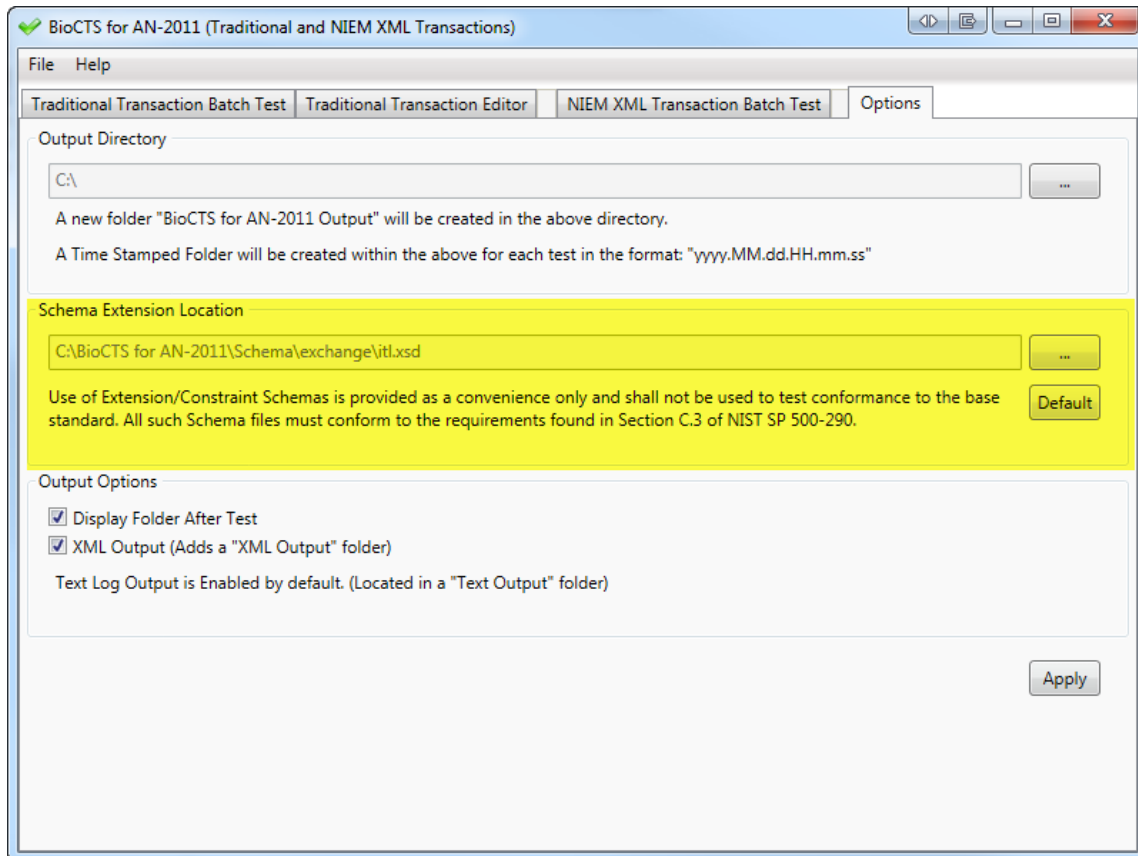 BioCTS for AN-2011 (Traditional and NIEM XML Transactions)
File Help
Traditional Transaction Batch Test Traditional Transaction Editor NIEM XML Transaction Batch Test Options
Output Directory
C:\
...
A new folder "BioCTS for AN-2011 Output" will be created in the above directory.
A Time Stamped Folder will be created within the above for each test in the format: "yyyy.MM.dd.HH.mm.ss"
Schema Extension Location
C:\BioCTS for AN-2011\Schema\exchange\itl.xsd
...
Use of Extension/Constraint Schemas is provided as a convenience only and shall not be used to test conformance to the base
standard. All such Schema files must conform to the requirements found in Section C.3 of NIST SP 500-290.
Default
Output Options
Display Folder After Test
XML Output (Adds a "XML Output" folder)
Text Log Output is Enabled by default. (Located in a "Text Output" folder)
Apply